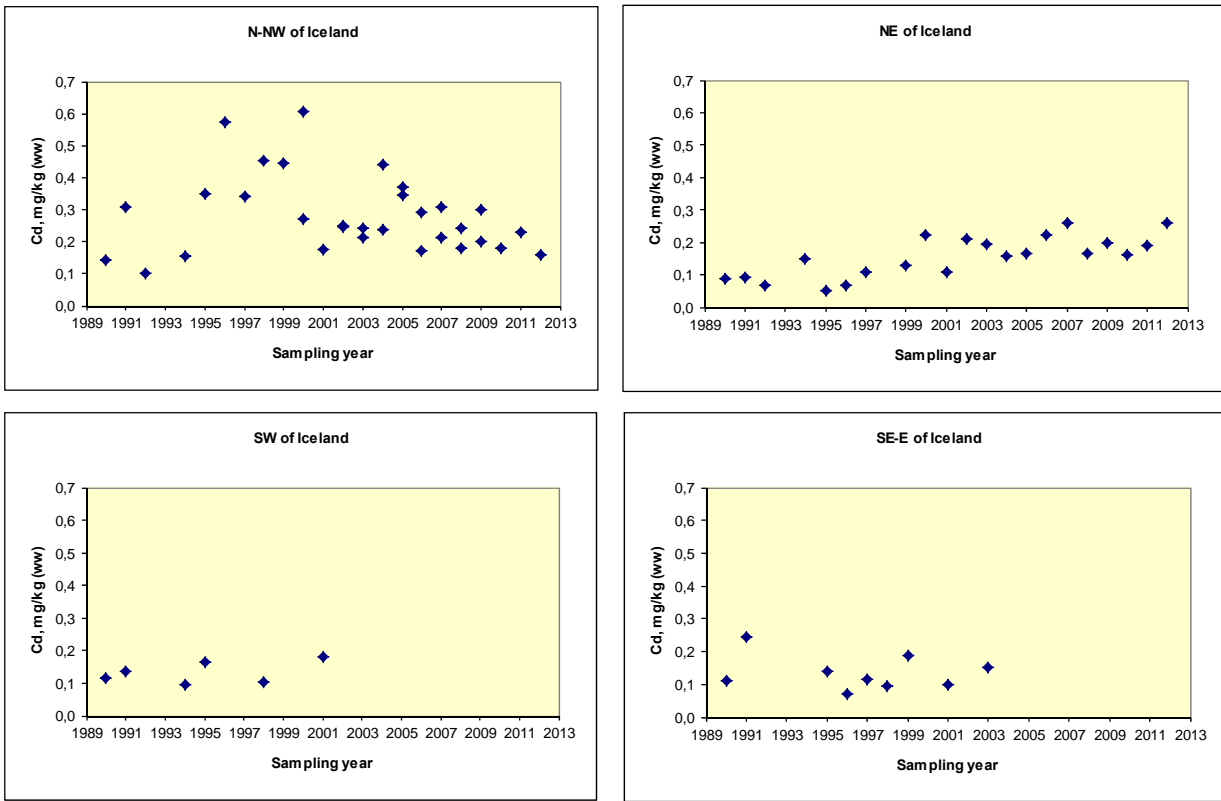 N-NW of Iceland
Cd, mg/kg (ww)
0,7
0,6
0,5
0,4
0,3
0,2
0,1
0,0
1989 1991 1993 1995 1997 1999 2001 2003 2005 2007 2009 2011 2013
Sampling year
NE of Iceland
Cd, mg/kg (ww)
0,7
0,6
0,5
0,4
0,3
0,2
0,1
0,0
1989 1991 1993 1995 1997 1999 2001 2003 2005 2007 2009 2011 2013
Sampling year
SW of Iceland
Cd, mg/kg (ww)
0,7
0,6
0,5
0,4
0,3
0,2
0,1
0,0
1989 1991 1993 1995 1997 1999 2001 2003 2005 2007 2009 2011 2013
Sampling year
SE-E of Iceland
Cd, mg/kg (ww)
0,7
0,6
0,5
0,4
0,3
0,2
0,1
0,0
1989 1991 1993 1995 1997 1999 2001 2003 2005 2007 2009 2011 2013
Sampling year